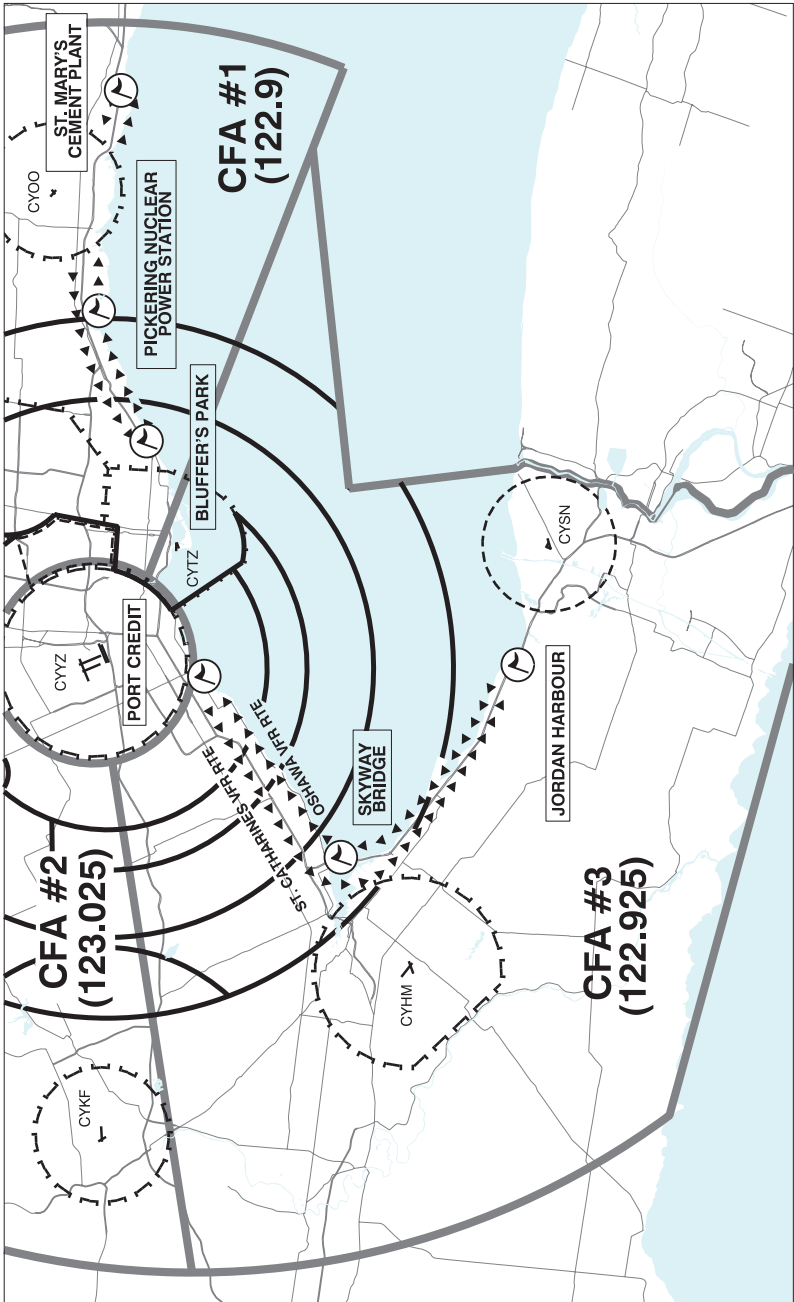 ST. MARY'S
CEMENT PLANT
CYOO
CFA #1
(122.9)
PICKERING NUCLEAR
POWER STATION
BLUFFER'S PARK
CYTZ
CYYZ
PORT CREDIT
CYSN
JORDAN HARBOUR
OSHAWA VFR RTE
ST. CATHARINES VFR RTE
SKYWAY
BRIDGE
CFA #2
(123.025)
CYHM
CFA #3
(122.925)
CYKF